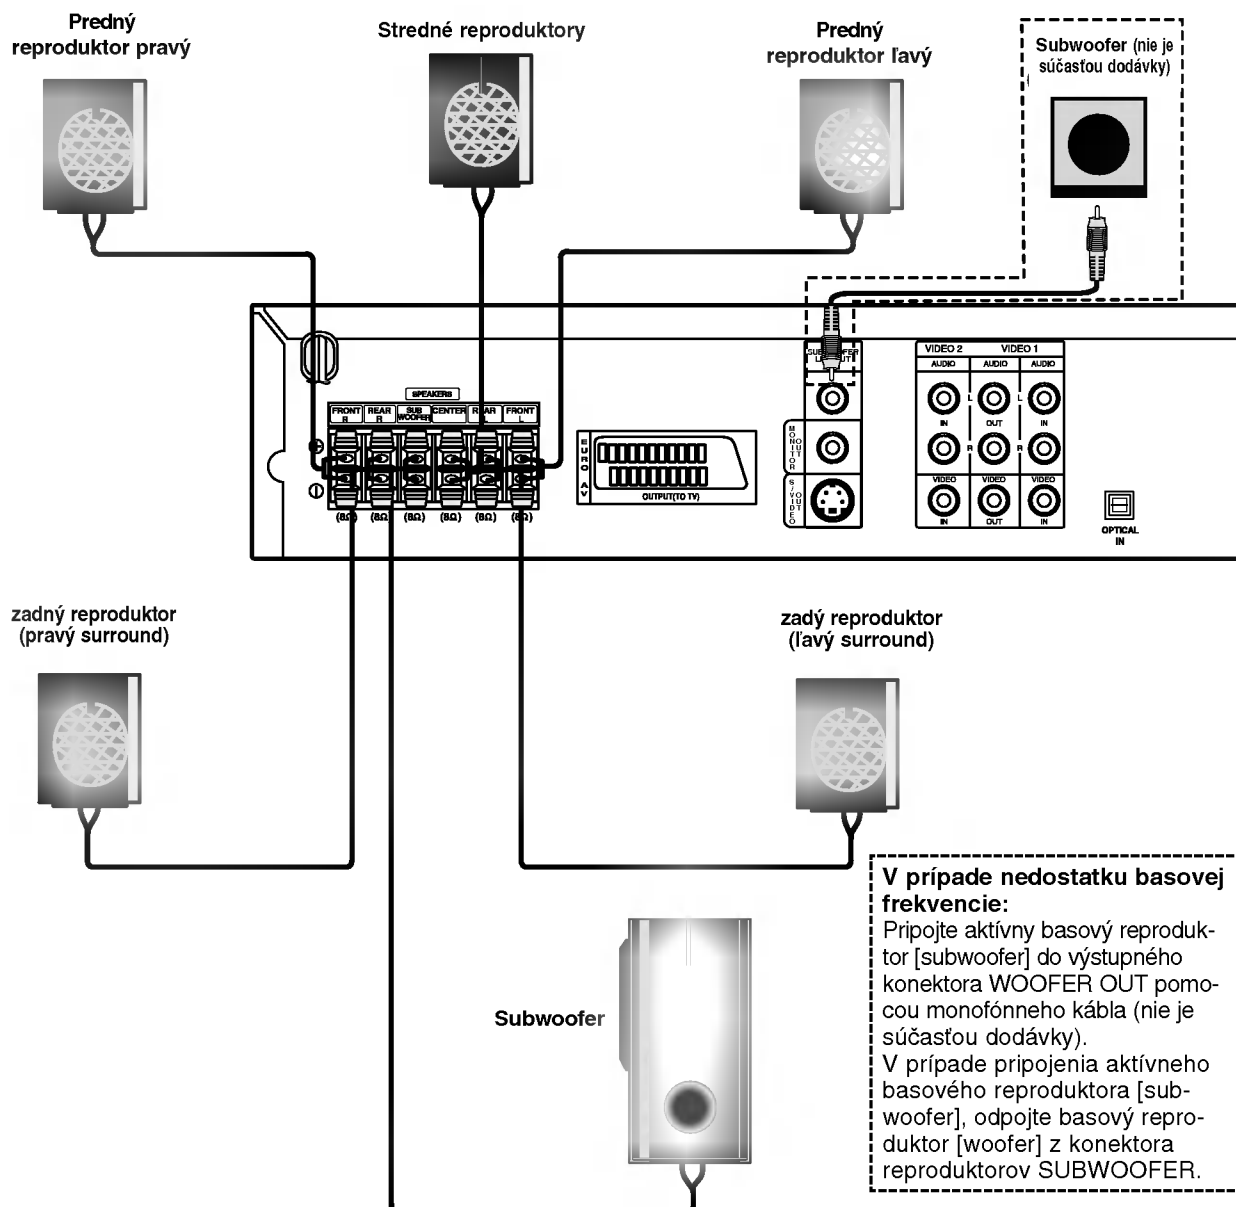 Predný
reproduktor pravý
Stredné reproduktory
Predný
reproduktor ľavý
Subwoofer (nie je
súčasťou dodávky)
SPEAKERS
FRONT R
REAR R
SUB WOOFER
CENTER
REAR L
FRONT L
(8Ω) (8Ω) (8Ω) (8Ω) (8Ω) (8Ω)
EURO AV
OUTPUT(TO TV)
MONITOR OUT
S/VIDEO OUT
VIDEO 2 VIDEO 1
AUDIO AUDIO AUDIO
L L
IN OUT IN
R R
VIDEO VIDEO VIDEO
IN OUT IN
OPTICAL
IN
zadný reproduktor
(pravý surround)
zadý reproduktor
(ľavý surround)
Subwoofer
V prípade nedostatku basovej
frekvencie:
Pripojte aktívny basový reproduk-
tor [subwoofer] do výstupného
konektora WOOFER OUT pomo-
cou monofónneho kábla (nie je
súčasťou dodávky).
V prípade pripojenia aktívneho
basového reproduktora [sub-
woofer], odpojte basový repro-
duktor [woofer] z konektora
reproduktorov SUBWOOFER.